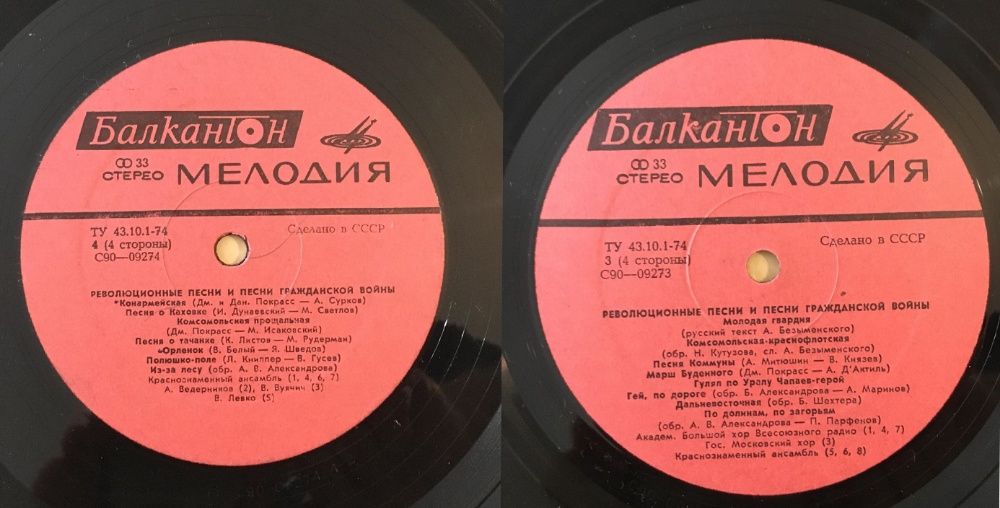 БАЛКАНТОН
33
СТЕРЕО МЕЛОДИЯ
ТУ 43.10.1-74
4 (4 стороны)
С90—09274
Сделано в СССР
РЕВОЛЮЦИОННЫЕ ПЕСНИ И ПЕСНИ ГРАЖДАНСКОЙ ВОЙНЫ
Конармейская (Дм. и Дан. Покрасс — А. Сурков)
Песня о Каховке (И. Дунаевский — М. Светлов)
Комсомольская прощальная
(Дм. Покрасс — М. Исаковский)
Песня о тачанке (К. Листов — М. Рудерман)
Орленок (В. Белый — Я. Шведов)
Полюшко-поле (Л. Книппер — В. Гусев)
Из-за лесу (обр. А. В. Александрова)
Краснознаменный ансамбль (1, 4, 6, 7)
А. Ведерников (2), В. Вуячич (3)
В. Левко (5)
БАЛКАНТОН
33
СТЕРЕО МЕЛОДИЯ
ТУ 43.10.1-74
3 (4 стороны)
С90—09273
Сделано в СССР
РЕВОЛЮЦИОННЫЕ ПЕСНИ И ПЕСНИ ГРАЖДАНСКОЙ ВОЙНЫ
Молодая гвардия
(русский текст А. Безыменского)
Комсомольская-краснофлотская
(обр. Н. Кутузова, сл. А. Безыменского)
Песня Коммуны (А. Митюшин — В. Князев)
Марш Буденного (Дм. Покрасс — А. Д'Актиль)
Гулял по Уралу Чапаев-герой
Гей, по дороге (обр. Б. Александрова — А. Маринов)
Дальневосточная (обр. Б. Шехтера)
По долинам, по загорьям
(обр. А. В. Александрова — П. Парфенов)
Академ. Большой хор Всесоюзного радио (1, 4, 7)
Гос. Московский хор (3)
Краснознаменный ансамбль (5, 6, 8)